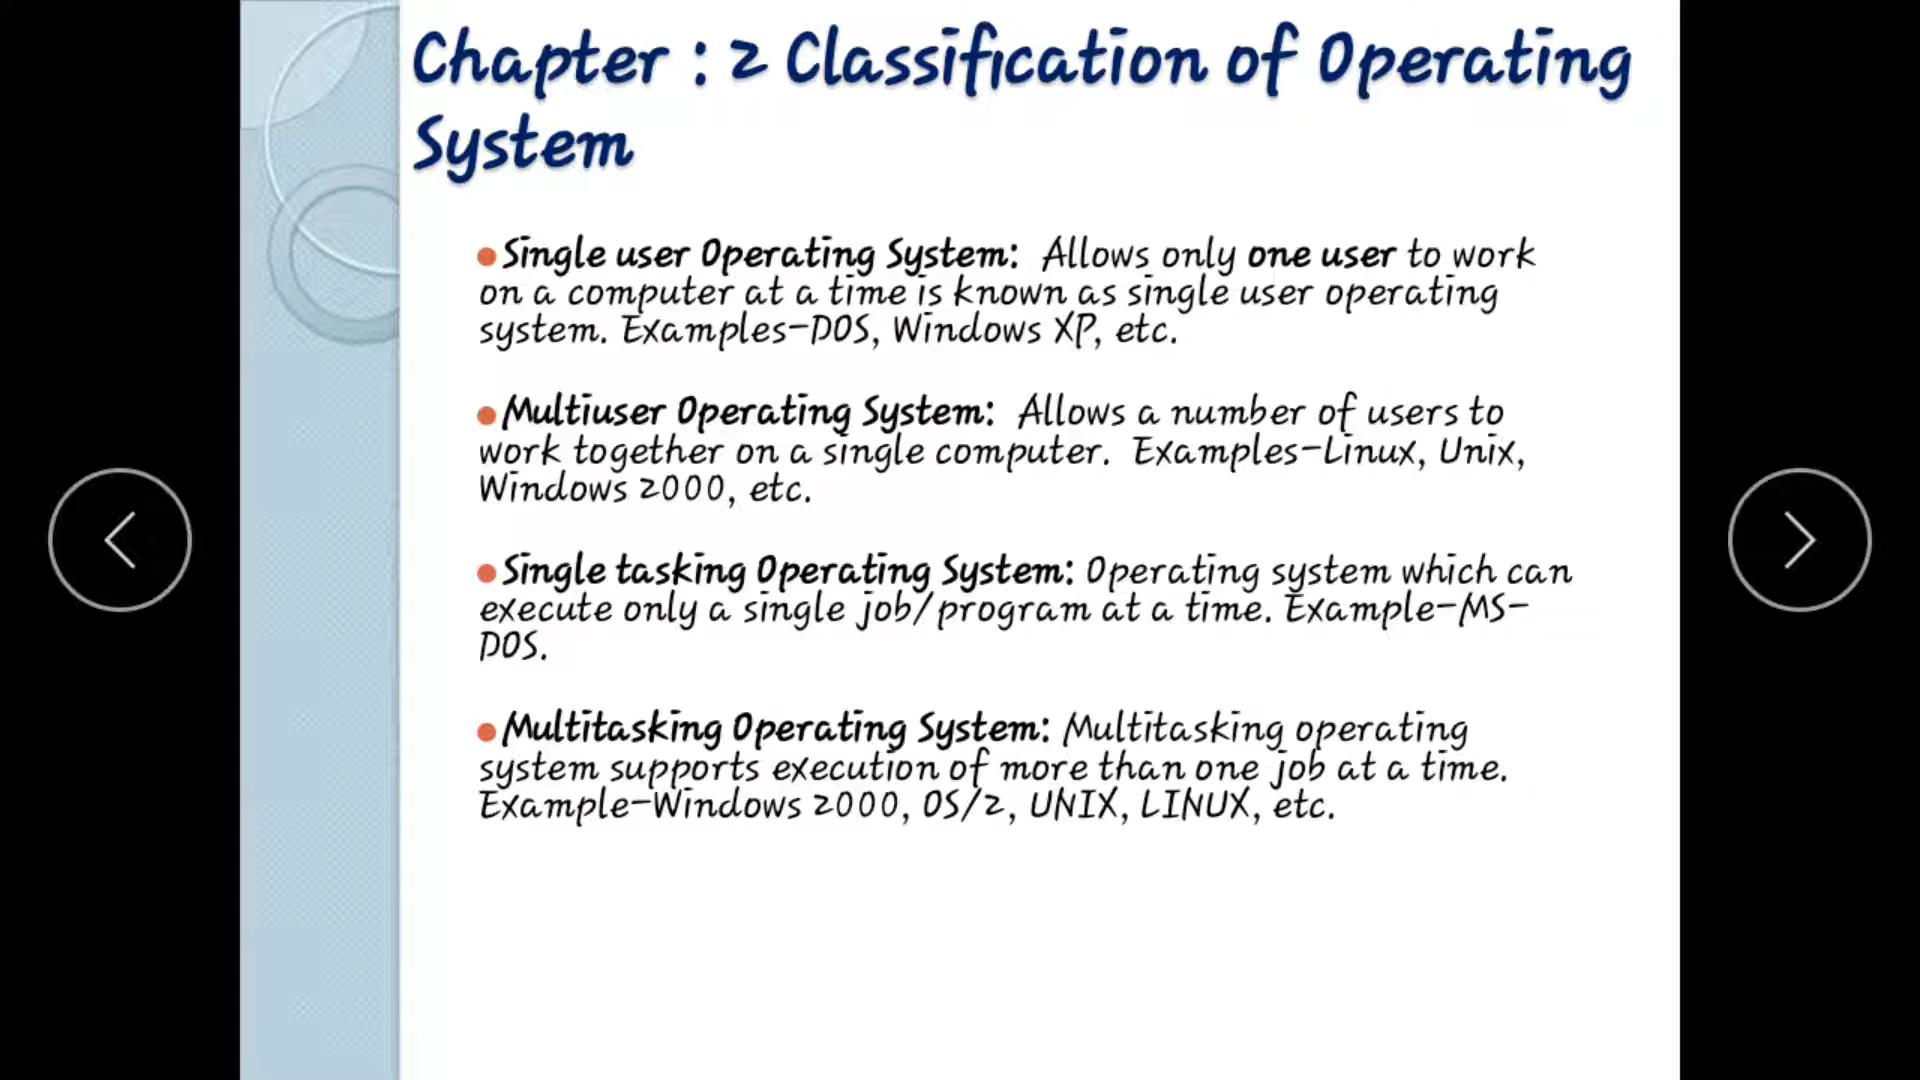 Chapter : 2 Classification of Operating
System
•Single user Operating System: Allows only one user to work
on a computer at a time is known as single user operating
system. Examples-DOS, Windows XP, etc.
•Multiuser Operating System: Allows a number of users to
work together on a single computer. Examples-Linux, Unix,
Windows 2000, etc.
•Single tasking Operating System: Operating system which can
execute only a single job/program at a time. Example-MS-
DOS.
•Multitasking Operating System: Multitasking operating
system supports execution of more than one job at a time.
Example-Windows 2000, OS/2, UNIX, LINUX, etc.